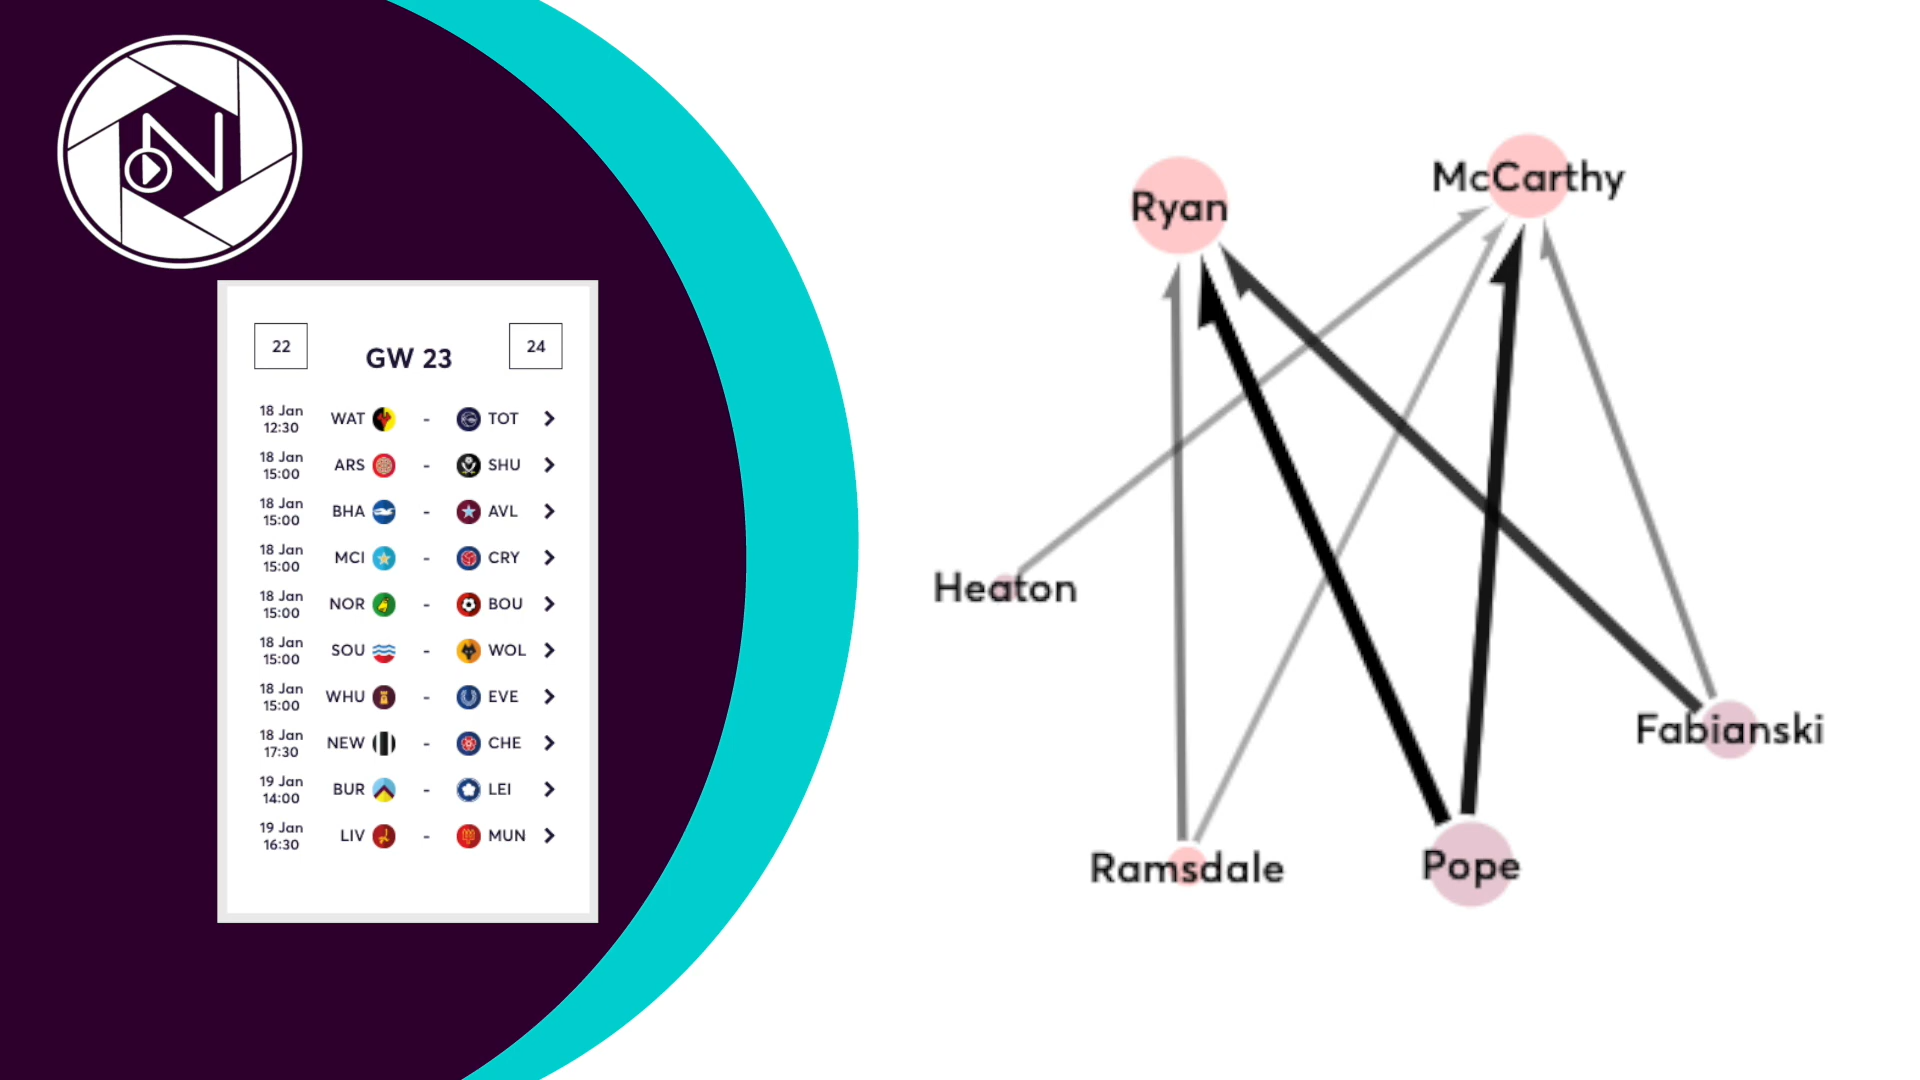 N
22
GW 23
24
18 Jan
12:30
WAT - TOT
18 Jan
15:00
ARS - SHU
18 Jan
15:00
BHA - AVL
18 Jan
15:00
MCI - CRY
18 Jan
15:00
NOR - BOU
18 Jan
15:00
SOU - WOL
18 Jan
15:00
WHU - EVE
18 Jan
17:30
NEW - CHE
19 Jan
14:00
BUR - LEI
19 Jan
16:30
LIV - MUN
McCarthy
Ryan
Heaton
Fabianski
Ramsdale
Pope